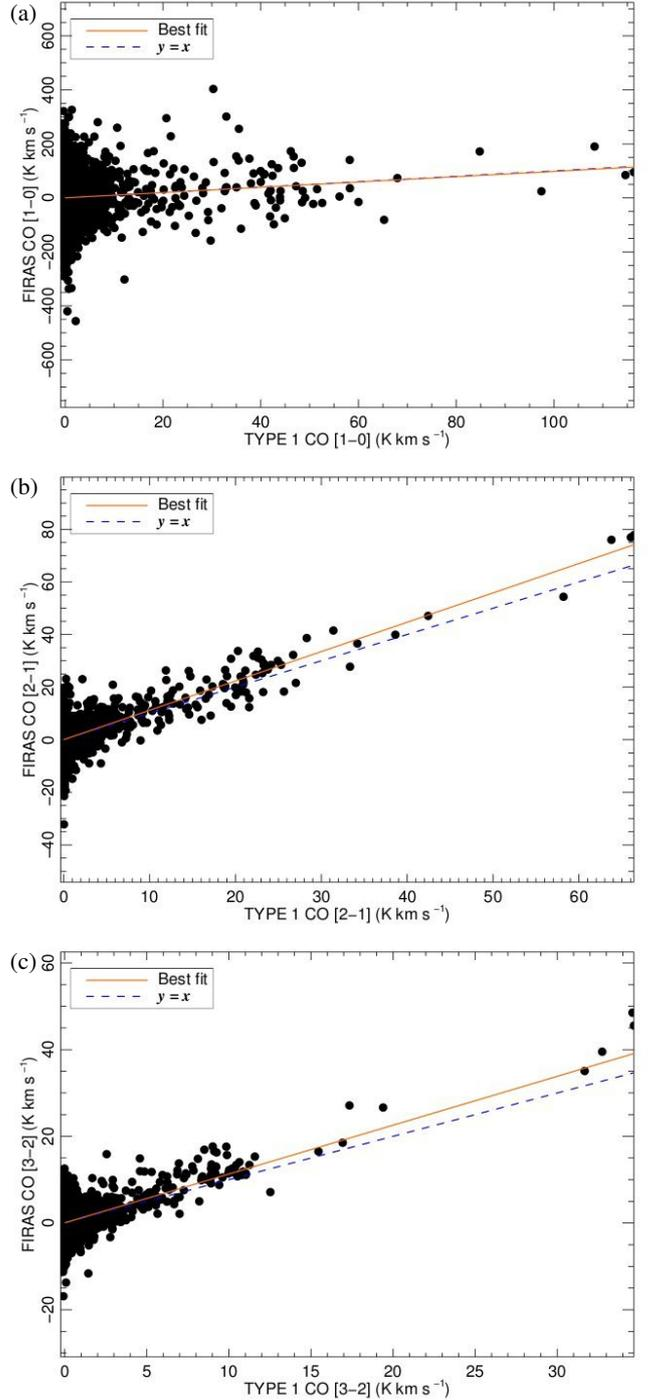 (a)
Best fit
y = x
600
400
200
0
−200
−400
−600
FIRAS CO [1−0] (K km s⁻¹)
0 20 40 60 80 100
TYPE 1 CO [1−0] (K km s⁻¹)
(b)
Best fit
y = x
80
60
40
20
0
−20
−40
FIRAS CO [2−1] (K km s⁻¹)
0 10 20 30 40 50 60
TYPE 1 CO [2−1] (K km s⁻¹)
(c)
Best fit
y = x
60
40
20
0
−20
FIRAS CO [3−2] (K km s⁻¹)
0 5 10 15 20 25 30
TYPE 1 CO [3−2] (K km s⁻¹)